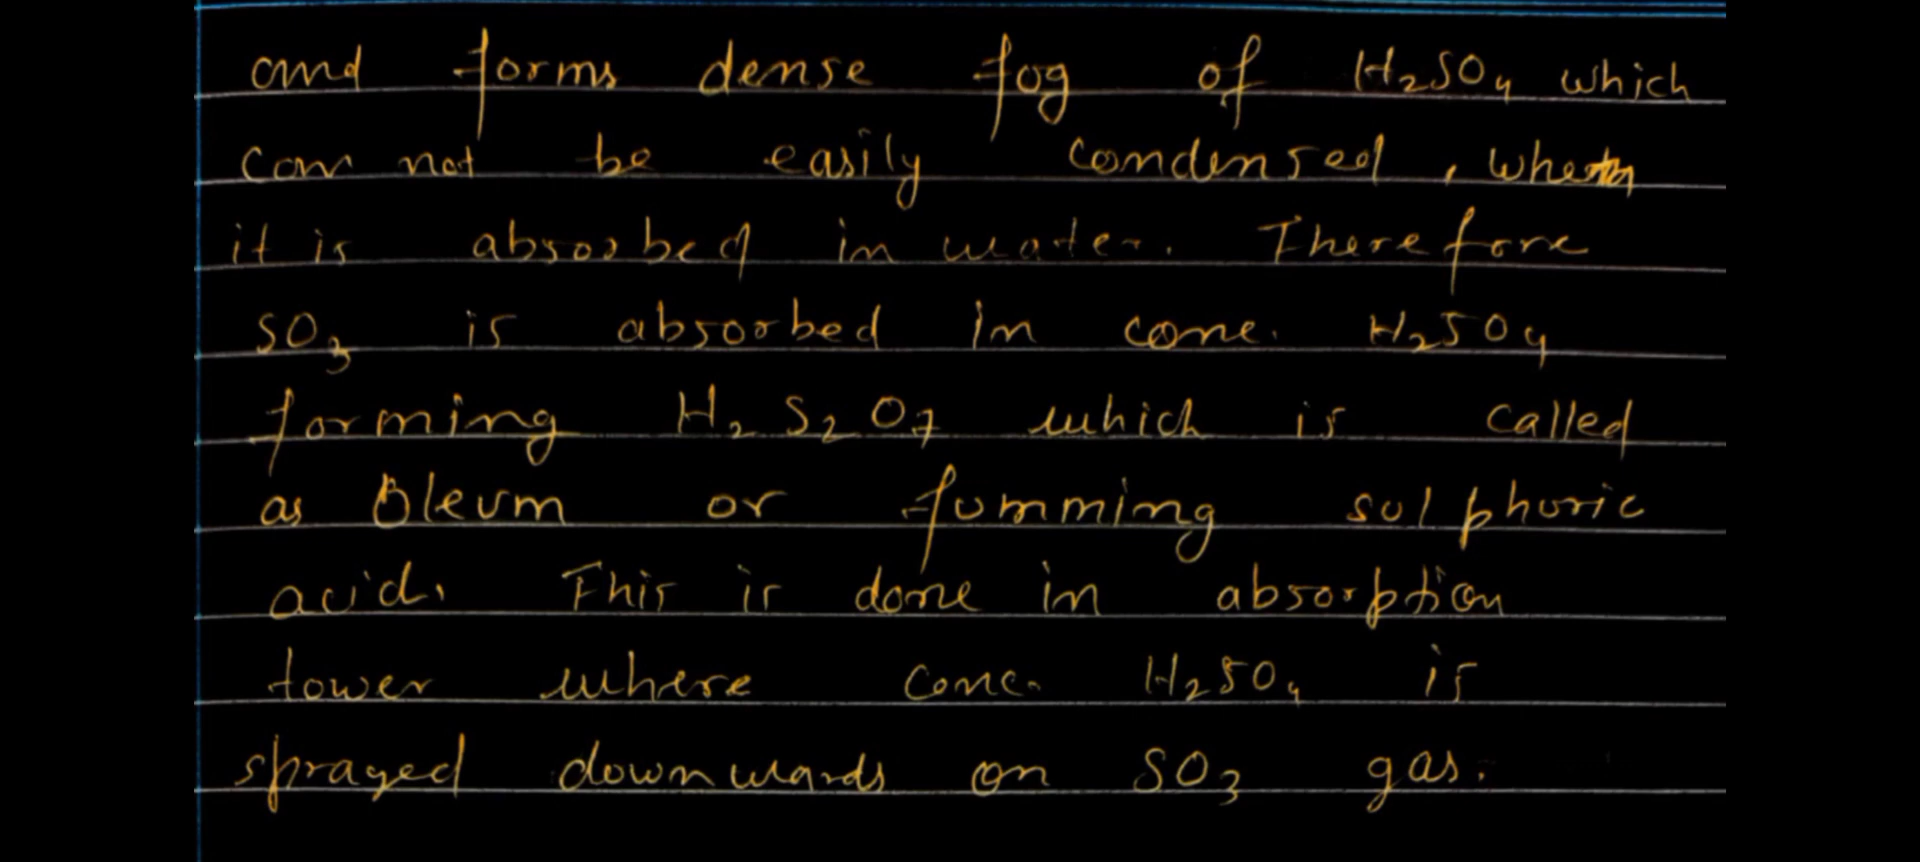 and forms dense fog of H₂SO₄ which
can not be easily condensed, when
it is absorbed in water. Therefore
SO₃ is absorbed in conc. H₂SO₄
forming H₂S₂O₇ which is called
as Oleum or fumming sulphuric
acid. This is done in absorption
tower where conc. H₂SO₄ is
sprayed downwards on SO₃ gas.